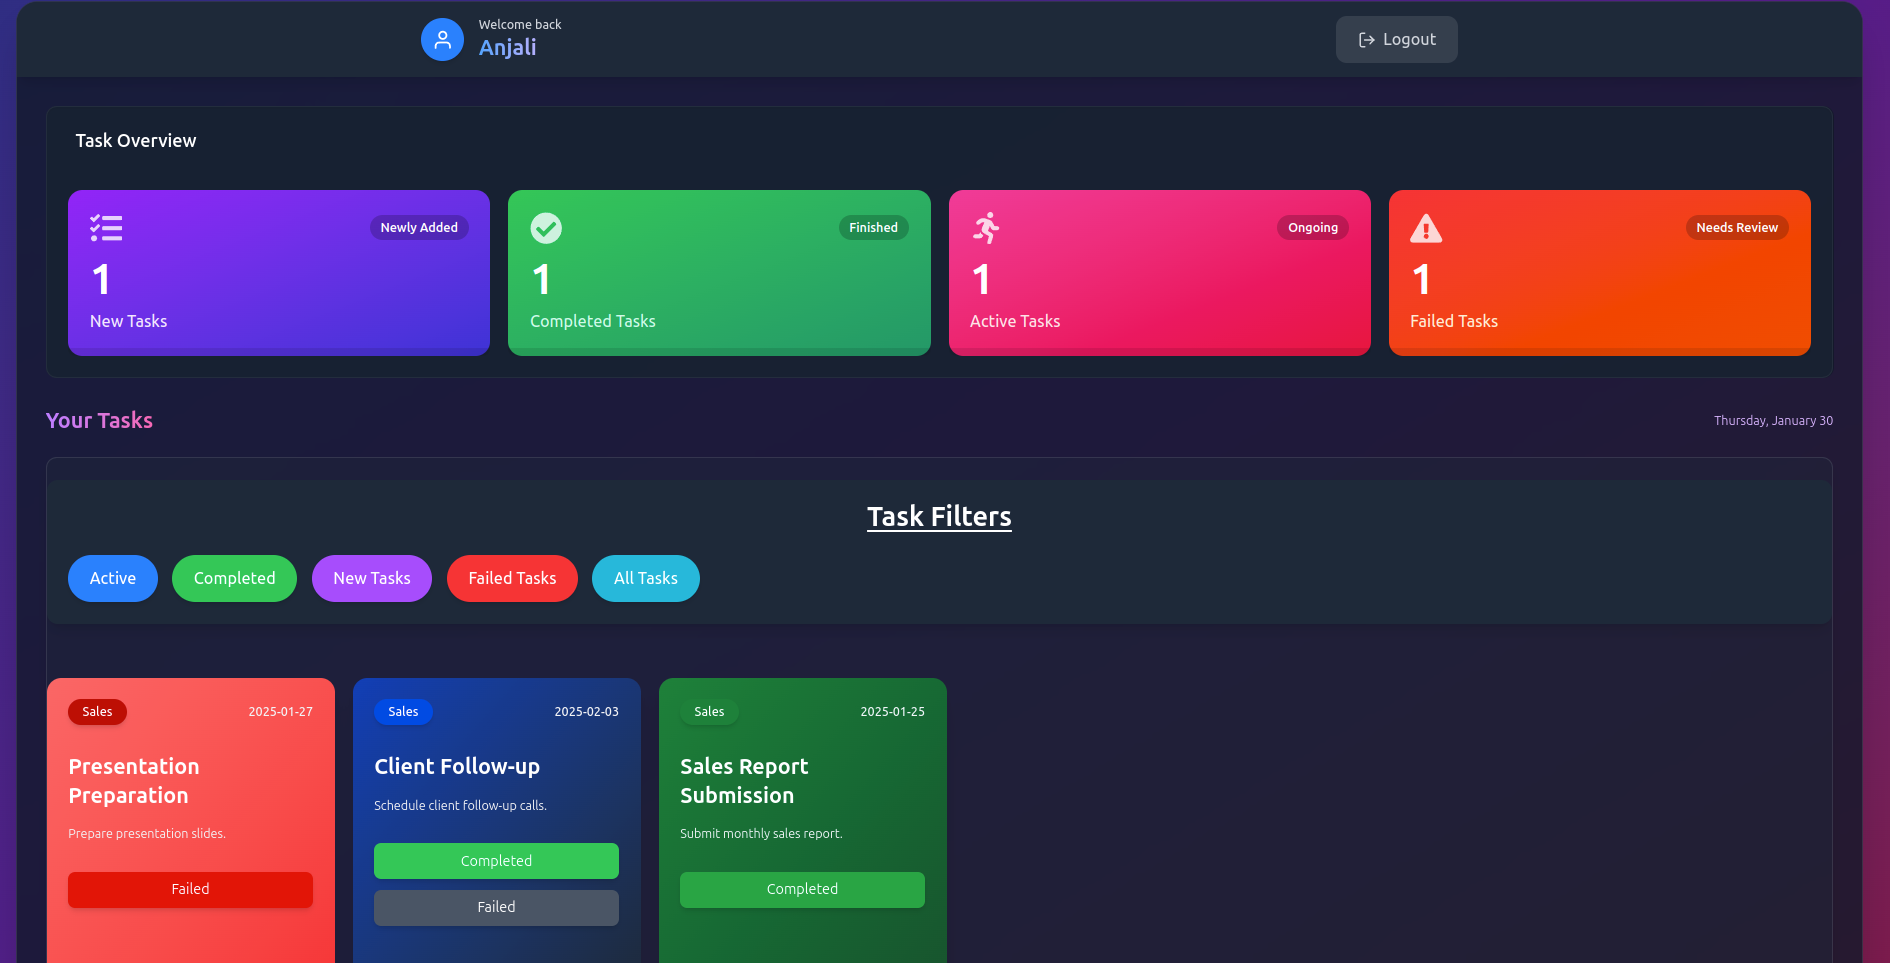 Welcome back
Anjali
Logout
Task Overview
Newly Added
1
New Tasks
Finished
1
Completed Tasks
Ongoing
1
Active Tasks
Needs Review
1
Failed Tasks
Your Tasks
Thursday, January 30
Task Filters
Active
Completed
New Tasks
Failed Tasks
All Tasks
Sales
2025-01-27
Presentation
Preparation
Prepare presentation slides.
Failed
Sales
2025-02-03
Client Follow-up
Schedule client follow-up calls.
Completed
Failed
Sales
2025-01-25
Sales Report
Submission
Submit monthly sales report.
Completed